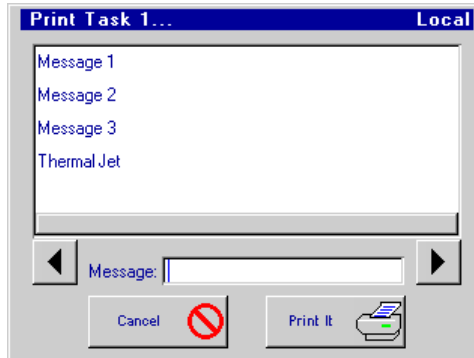 Print Task 1... Local
Message 1
Message 2
Message 3
Thermal Jet
Message:
Cancel Print It